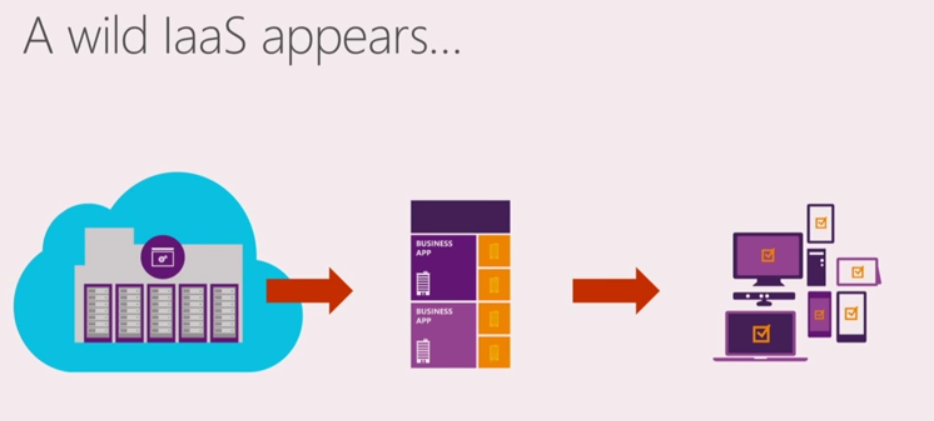 A wild IaaS appears...
BUSINESS
APP
BUSINESS
APP